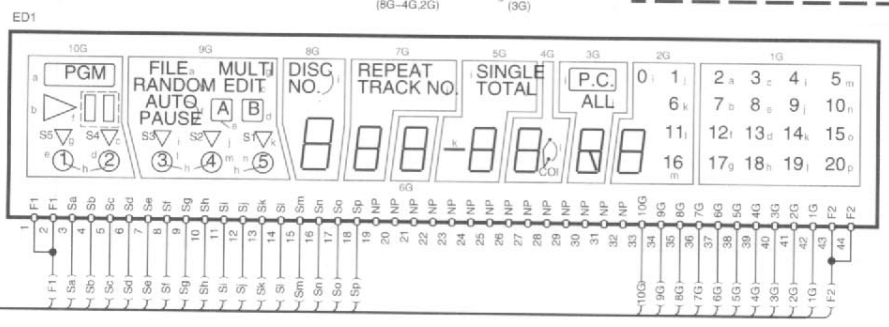 (8G-4G,2G) (3G)
ED1
10G 9G 8G 7G 5G 4G 3G 2G 1G
PGM FILE MULTI DISC REPEAT SINGLE P.C. 0 1 2 3 4 5
RANDOM EDIT NO. TRACK NO. TOTAL ALL 6 7 8 9 10
AUTO A B
PAUSE
S5 S4 S3 S2 S1 11 12 13 14 15
1 2 3 4 5 16 17 18 19 20
6G
F1 F1 Sa Sb Sc Sd Se Sf Sg Sh Si Sj Sk Sl Sm Sn So Sp NP NP NP NP NP NP NP NP NP NP NP NP NP NP 10G 9G 8G 7G 6G 5G 4G 3G 2G 1G F2 F2
1 2 3 4 5 6 7 8 9 10 11 12 13 14 15 16 17 18 19 20 21 22 23 24 25 26 27 28 29 30 31 32 33 34 35 36 37 38 39 40 41 42 43 44
F1 Sa Sb Sc Sd Se Sf Sg Sh Si Sj Sk Sl Sm Sn So Sp 10G 9G 8G 7G 6G 5G 4G 3G 2G 1G F2